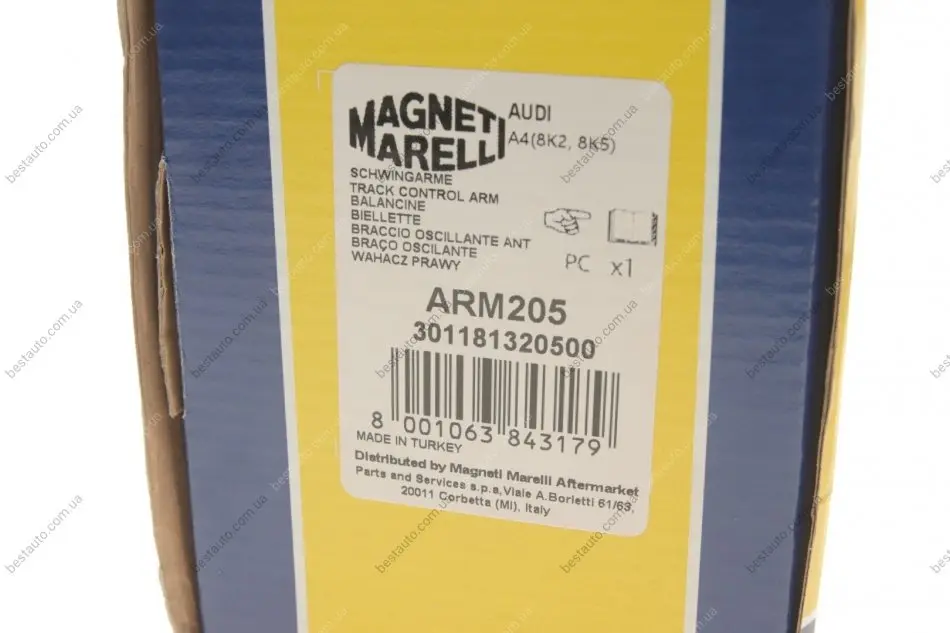 MAGNETI
MARELLI
AUDI
A4(8K2, 8K5)
SCHWINGARME
TRACK CONTROL ARM
BALANCINE
BIELLETTE
BRACCIO OSCILLANTE ANT
BRAÇO OSCILANTE
WAHACZ PRAWY
PC x1
ARM205
301181320500
8 001063 843179
MADE IN TURKEY
Distributed by Magneti Marelli Aftermarket
Parts and Services s.p.a,Viale A.Borletti 61/63,
20011 Corbetta (MI), Italy
bestauto.com.ua